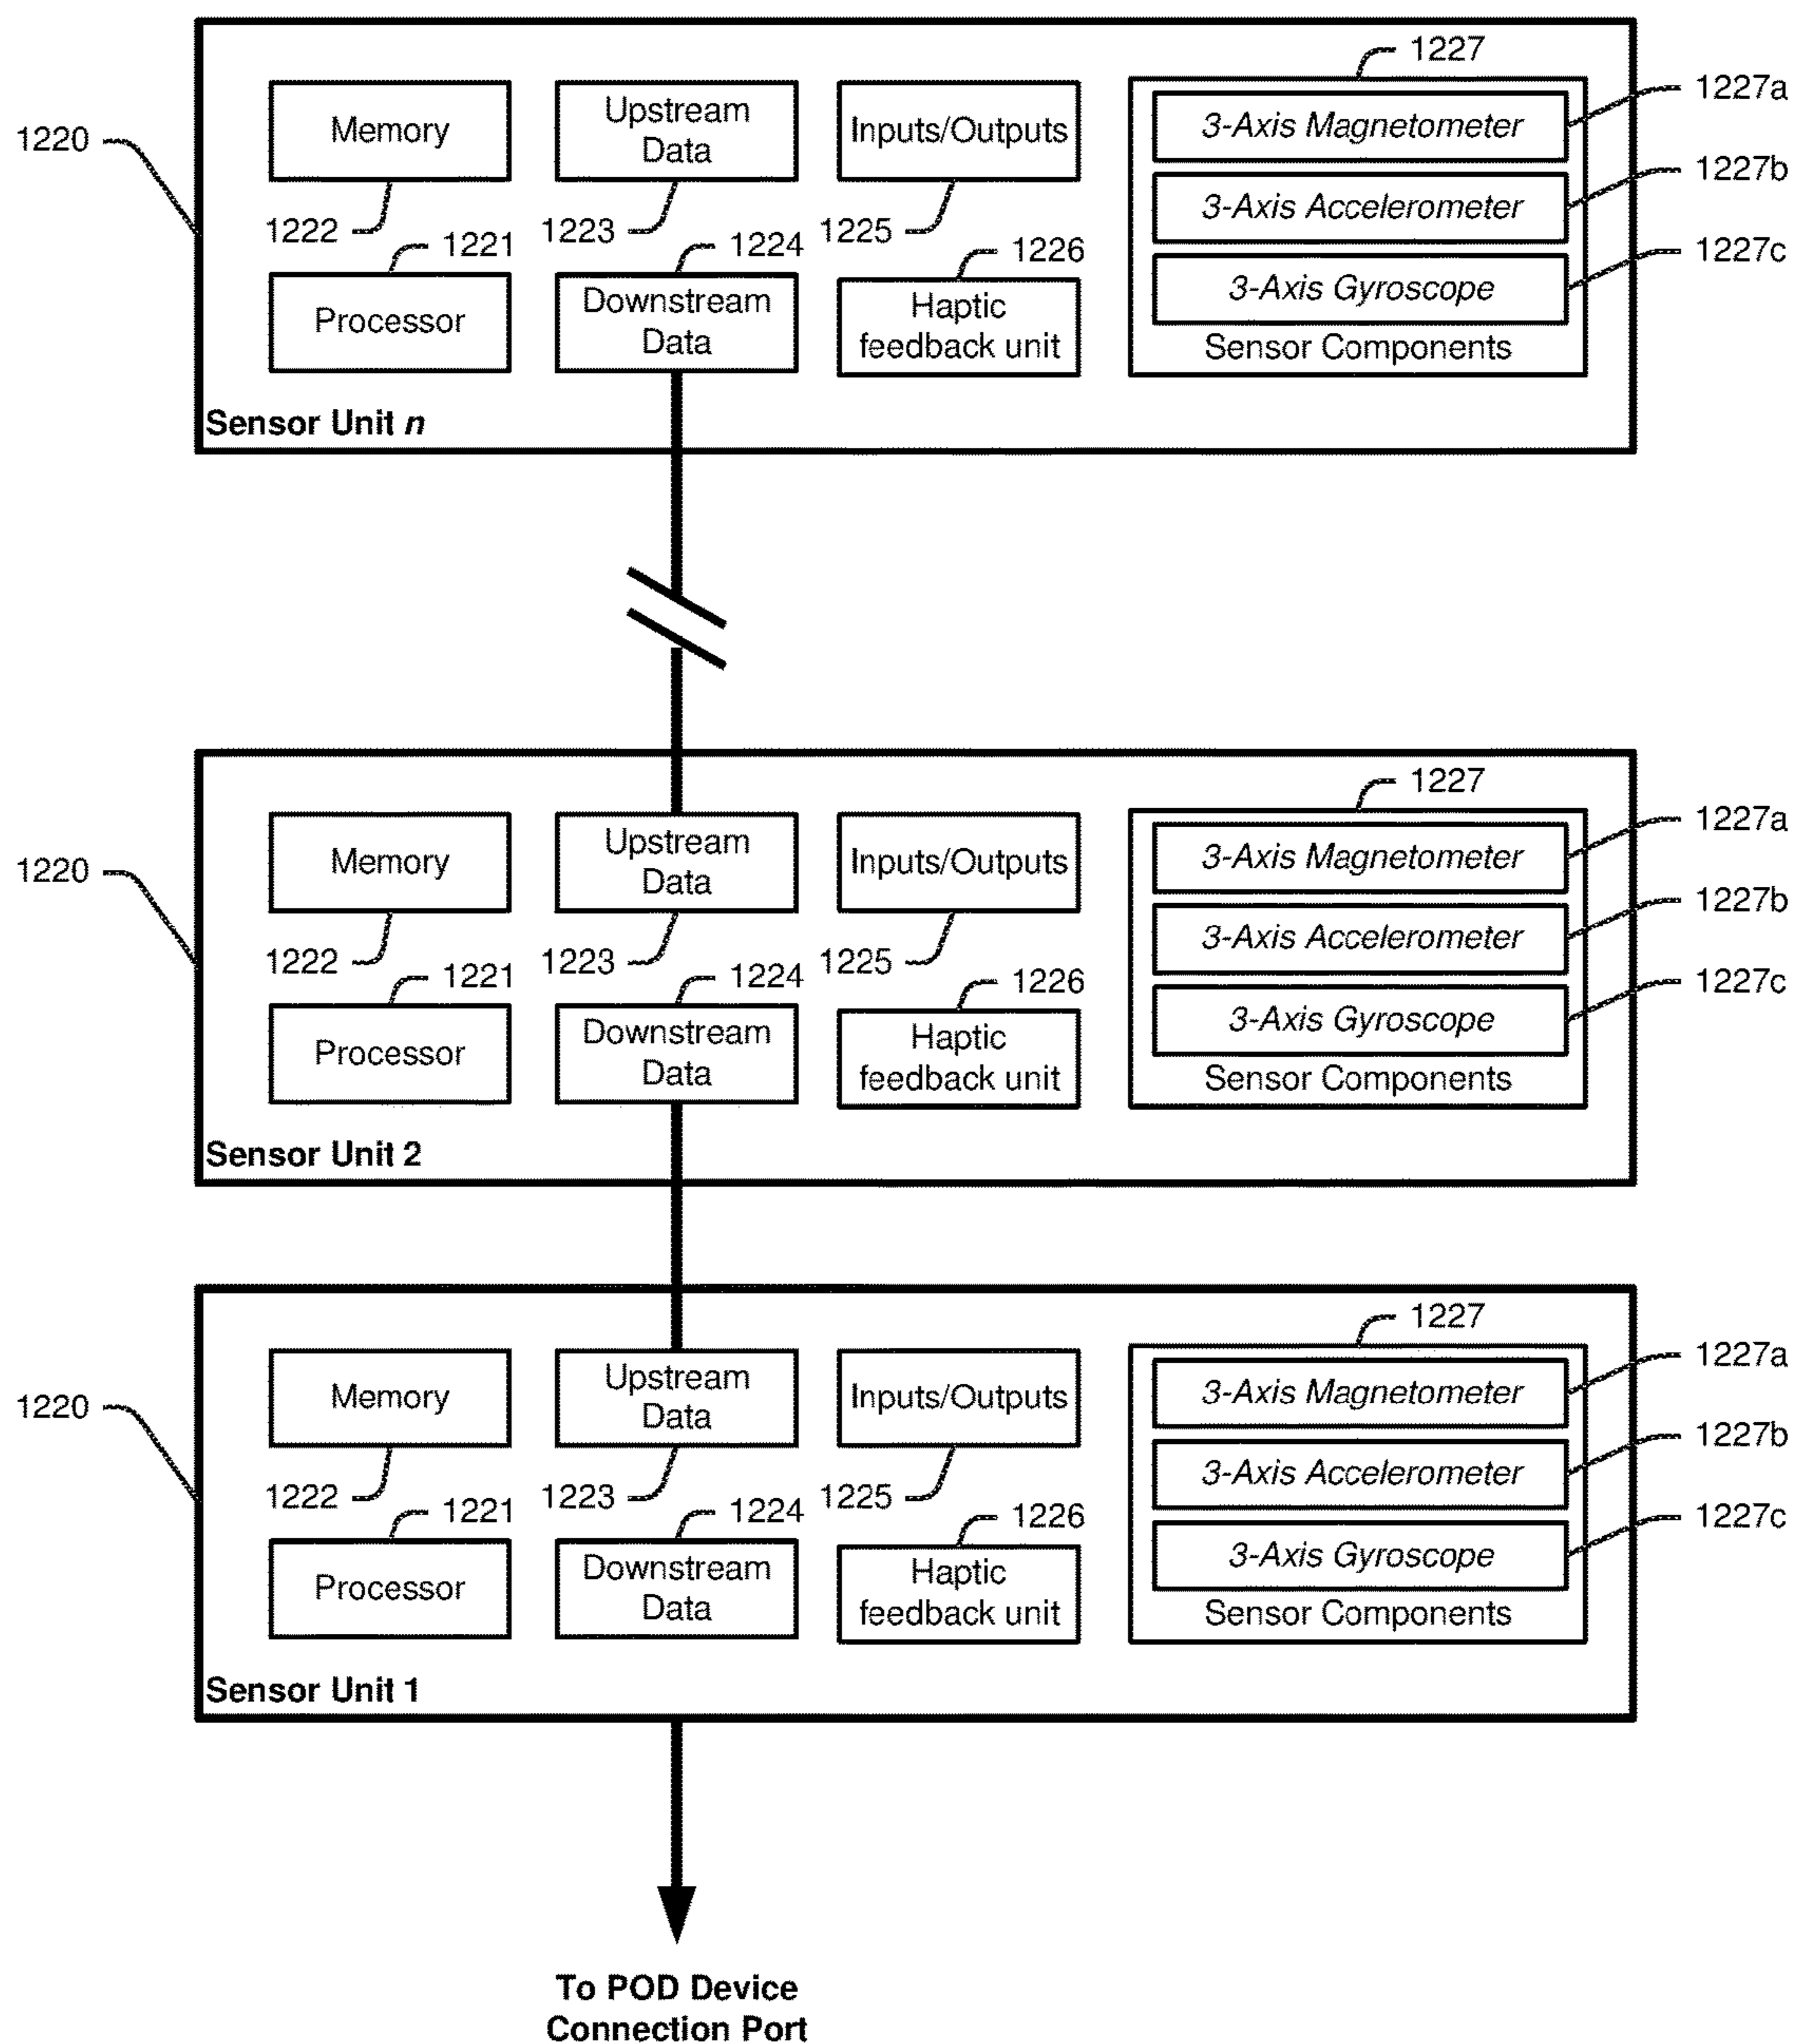 1227
1227a
3-Axis Magnetometer
Upstream
Data
Memory
Inputs/Outputs
1220
1227b
3-Axis Accelerometer
1222
1223
1225
1221
1224
1226
1227c
3-Axis Gyroscope
Downstream
Data
Haptic
feedback unit
Processor
Sensor Components
Sensor Unit n
1227
1227a
3-Axis Magnetometer
Upstream
Data
Memory
Inputs/Outputs
1220
1227b
3-Axis Accelerometer
1222
1223
1225
1221
1224
1226
1227c
3-Axis Gyroscope
Downstream
Data
Haptic
feedback unit
Processor
Sensor Components
Sensor Unit 2
1227
1227a
3-Axis Magnetometer
Upstream
Data
Memory
Inputs/Outputs
1220
1227b
3-Axis Accelerometer
1222
1223
1225
1221
1224
1226
1227c
3-Axis Gyroscope
Downstream
Data
Haptic
feedback unit
Processor
Sensor Components
Sensor Unit 1
To POD Device
Connection Port